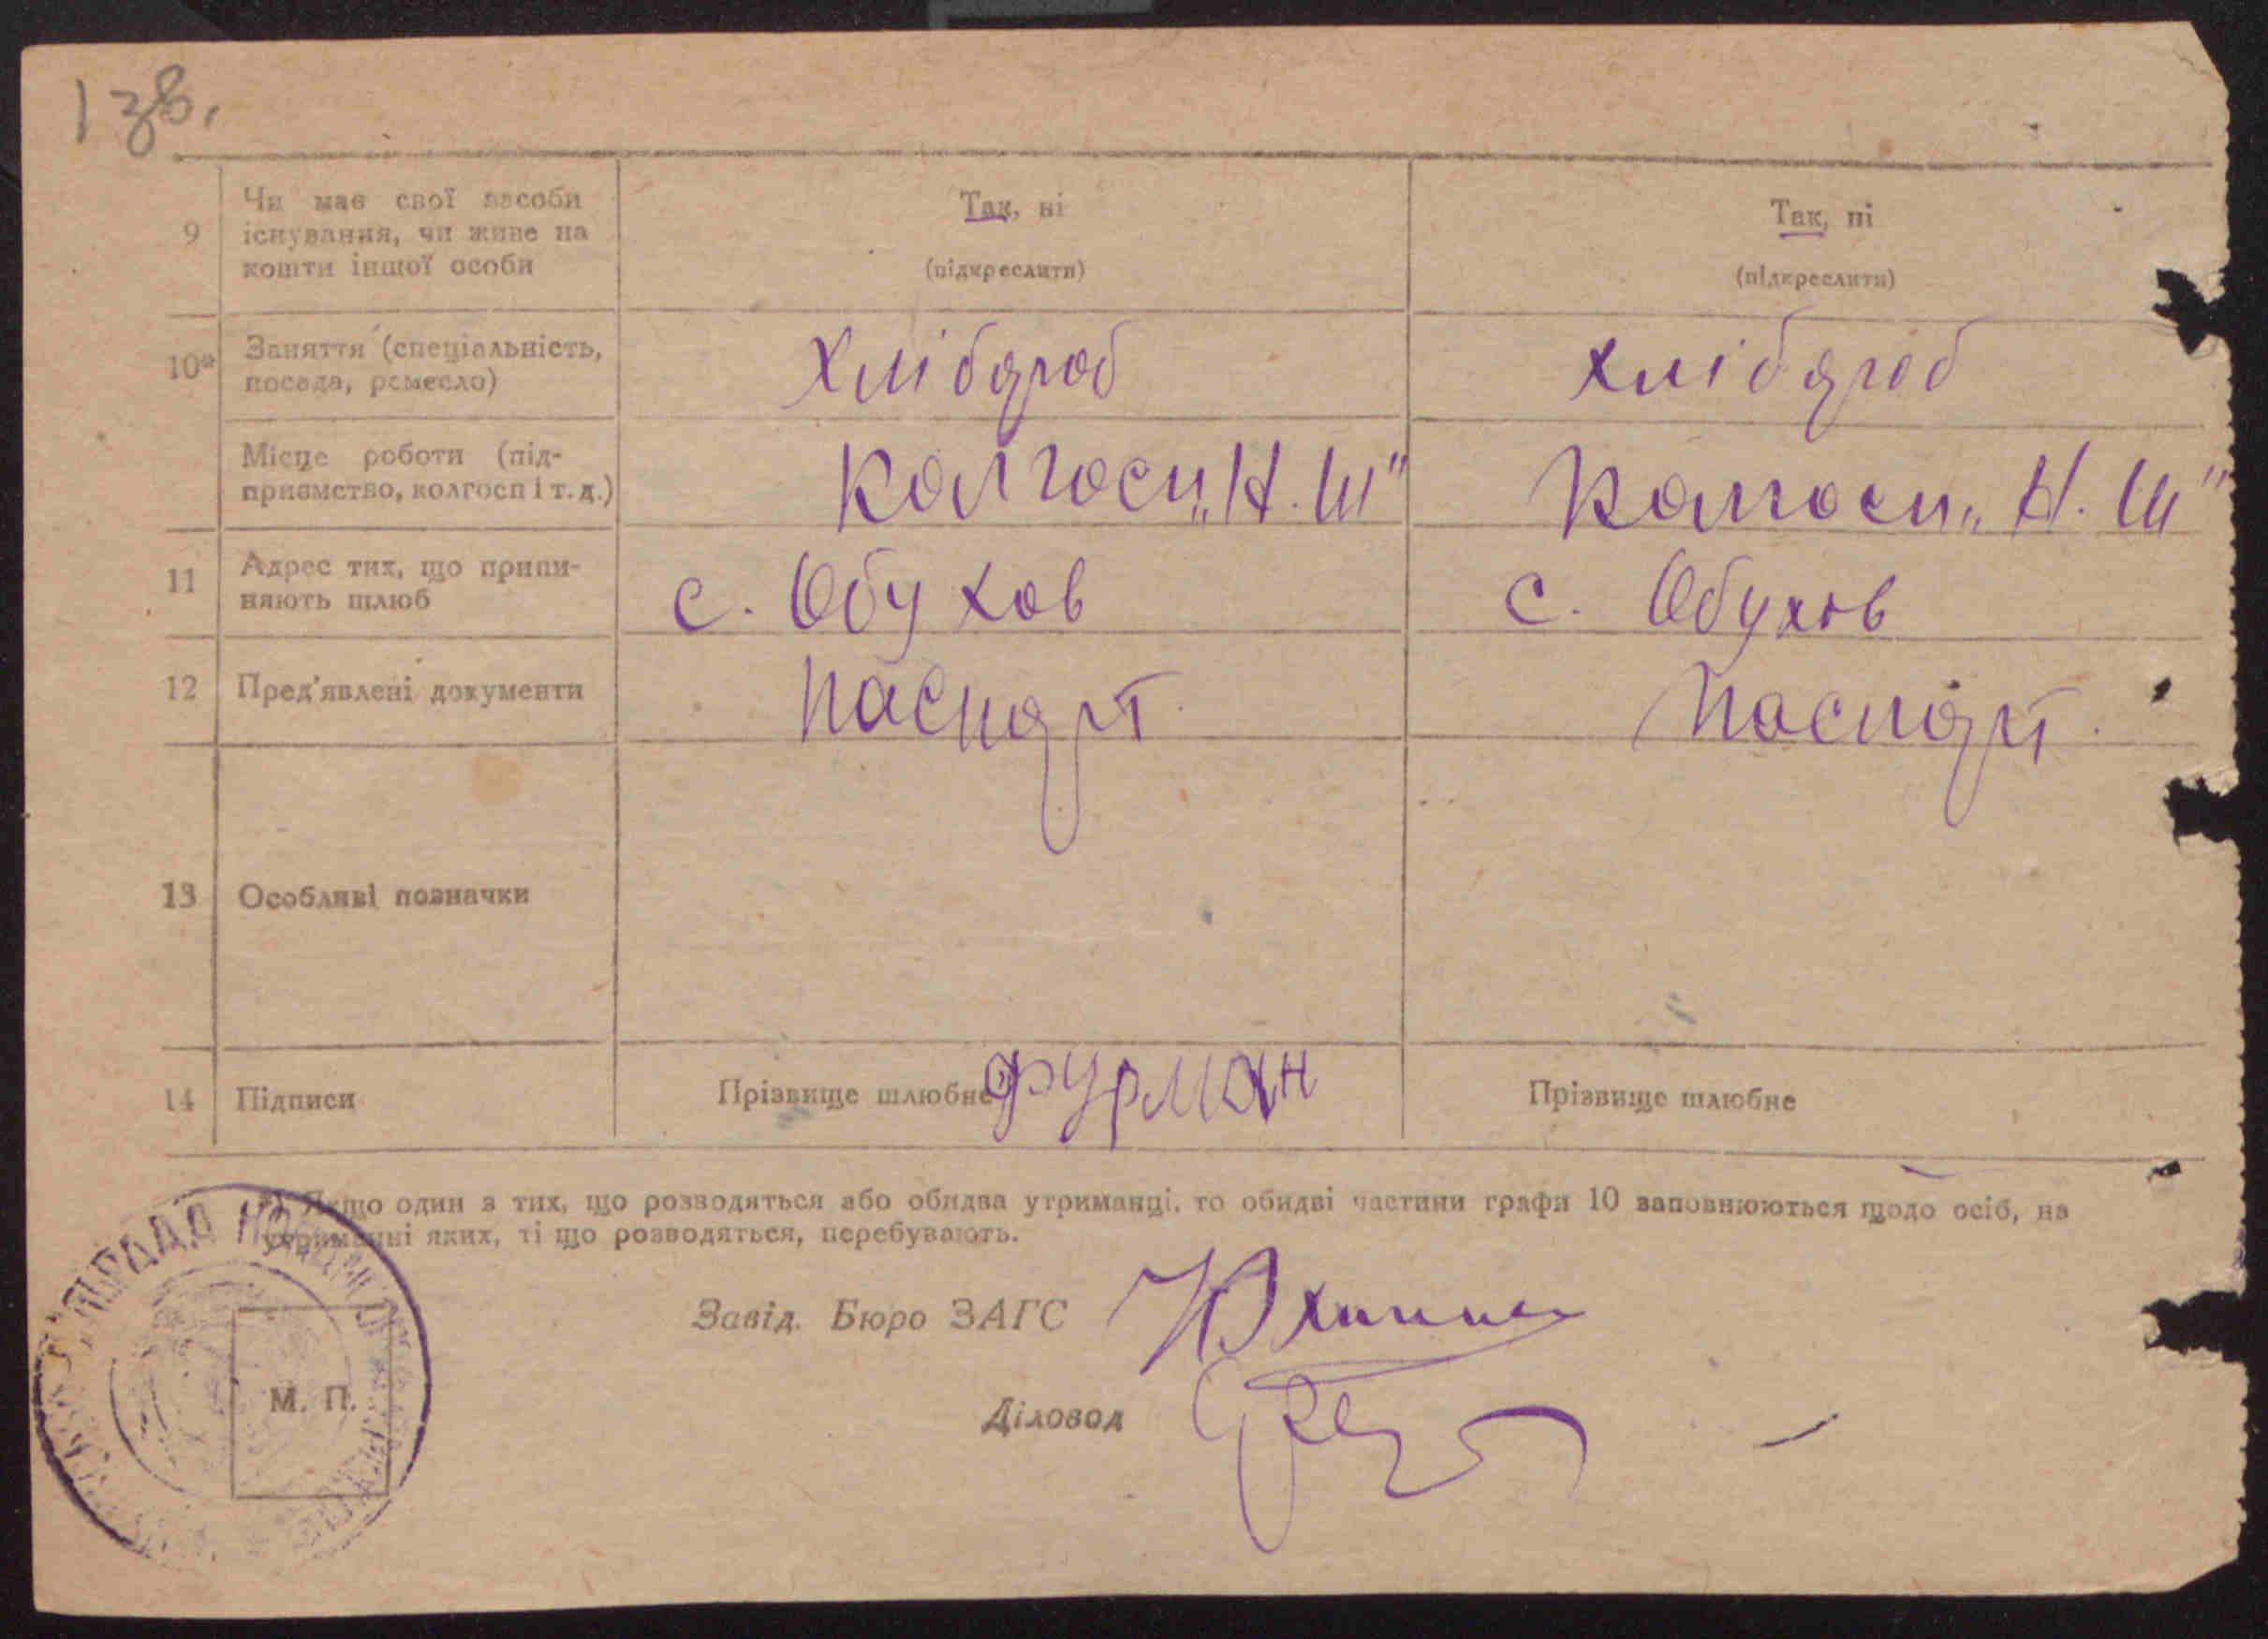 138.
9 Чи має свої засоби Так, ні Так, ні
існування, чи живе на
кошти іншої особи (підкреслити) (підкреслити)
10* Заняття (спеціальність, Хлібороб хлібороб
посада, ремесло)
Місце роботи (під- Колгосп „Н. Ш" Колгосп „Н. Ш"
приємство, колгосп і т. д.)
11 Адрес тих, що припи- с. Обухов с. Обухов
няють шлюб
12 Пред'явлені документи паспорт. Паспорт.
13 Особливі позначки
14 Підписи Прізвище шлюбне Фурман Прізвище шлюбне
*) Якщо один з тих, що розводяться або обидва утриманці, то обидві частини графи 10 заповнюються щодо осіб, на
утриманні яких, ті що розводяться, перебувають.
Завід. Бюро ЗАГС
Діловод
М. П.